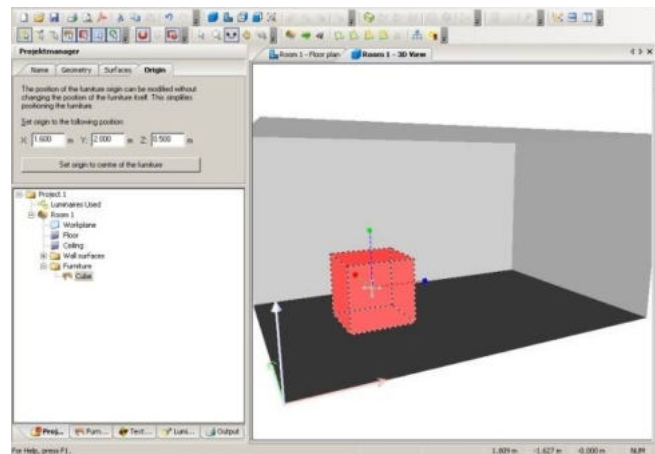 Projektmanager
Name Geometry Surfaces Origin
The position of the furniture origin can be modified without
changing the position of the furniture itself. This simplifies
positioning the furniture.
Set origin to the following position:
X: 1.600 m Y: 2.000 m Z: 0.500 m
Set origin to centre of the furniture
Project 1
Luminaires Used
Room 1
Workplane
Floor
Ceiling
Wall surfaces
Furniture
Cube
Proj... Furn... Text... Lumi... Output
Room 1 - Floor plan Room 1 - 3D View
For Help, press F1. 1.809 m -1.627 m -0.000 m NUM